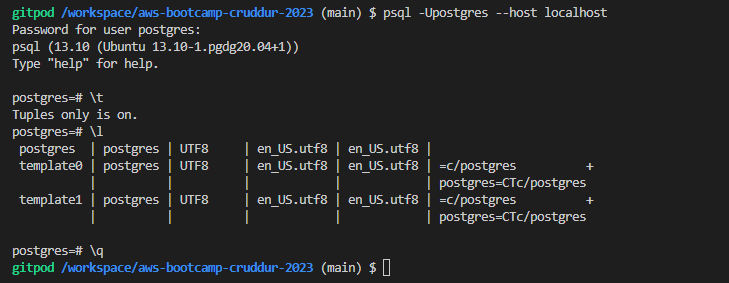 gitpod /workspace/aws-bootcamp-cruddur-2023 (main) $ psql -Upostgres --host localhost
Password for user postgres:
psql (13.10 (Ubuntu 13.10-1.pgdg20.04+1))
Type "help" for help.

postgres=# \t
Tuples only is on.
postgres=# \l
 postgres  | postgres | UTF8     | en_US.utf8 | en_US.utf8 |
 template0 | postgres | UTF8     | en_US.utf8 | en_US.utf8 | =c/postgres          +
           |          |          |            |            | postgres=CTc/postgres
 template1 | postgres | UTF8     | en_US.utf8 | en_US.utf8 | =c/postgres          +
           |          |          |            |            | postgres=CTc/postgres

postgres=# \q
gitpod /workspace/aws-bootcamp-cruddur-2023 (main) $